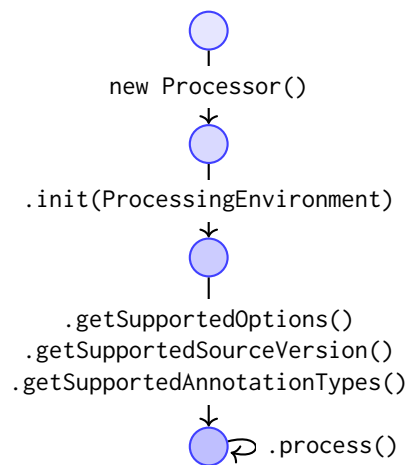 new Processor()
.init(ProcessingEnvironment)
.getSupportedOptions()
.getSupportedSourceVersion()
.getSupportedAnnotationTypes()
.process()